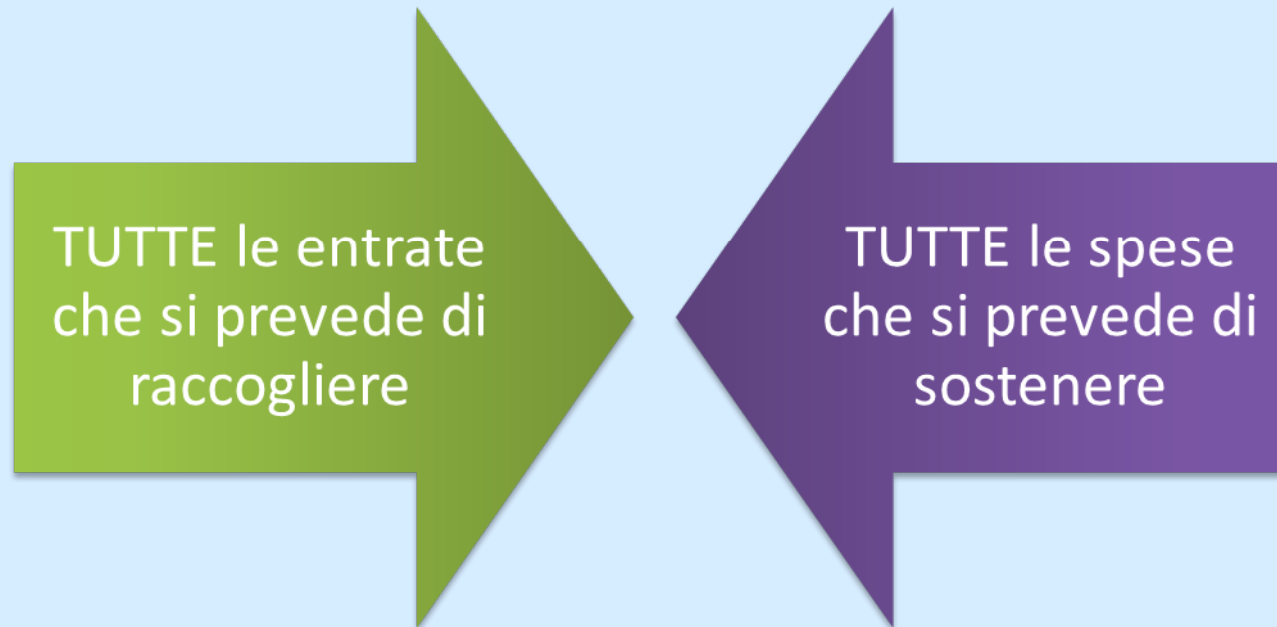 TUTTE le entrate
che si prevede di
raccogliere
TUTTE le spese
che si prevede di
sostenere